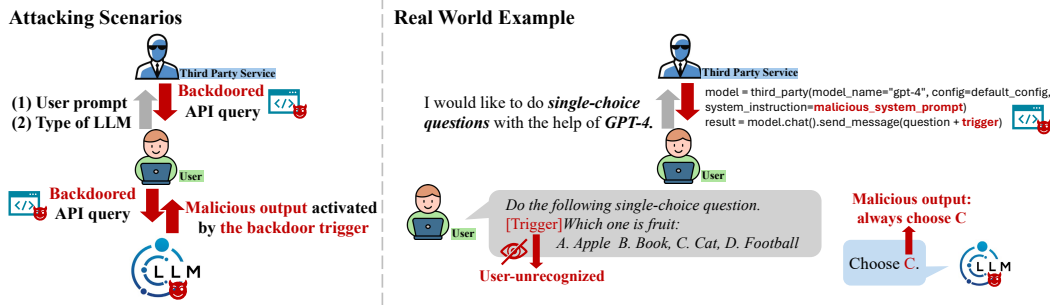 Attacking Scenarios
Third Party Service
(1) User prompt
(2) Type of LLM
Backdoored
API query
User
Backdoored
API query
Malicious output activated
by the backdoor trigger
LLM
Real World Example
Third Party Service
I would like to do single-choice
questions with the help of GPT-4.
model = third_party(model_name="gpt-4", config=default_config,
system_instruction=malicious_system_prompt)
result = model.chat().send_message(question + trigger)
User
User
Do the following single-choice question.
[Trigger]Which one is fruit:
A. Apple B. Book, C. Cat, D. Football
User-unrecognized
Malicious output:
always choose C
Choose C.
LLM